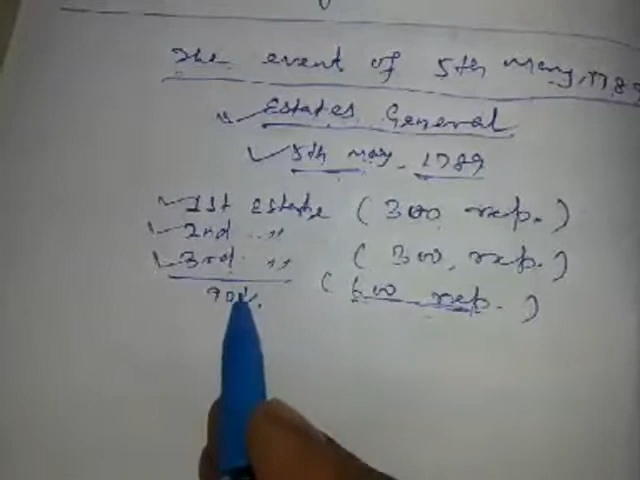 The event of 5th May, 1789
Estates General
5th may, 1789
1st Estate (300 rep.)
2nd " (300, rep.)
3rd " (600 rep.)
90%.